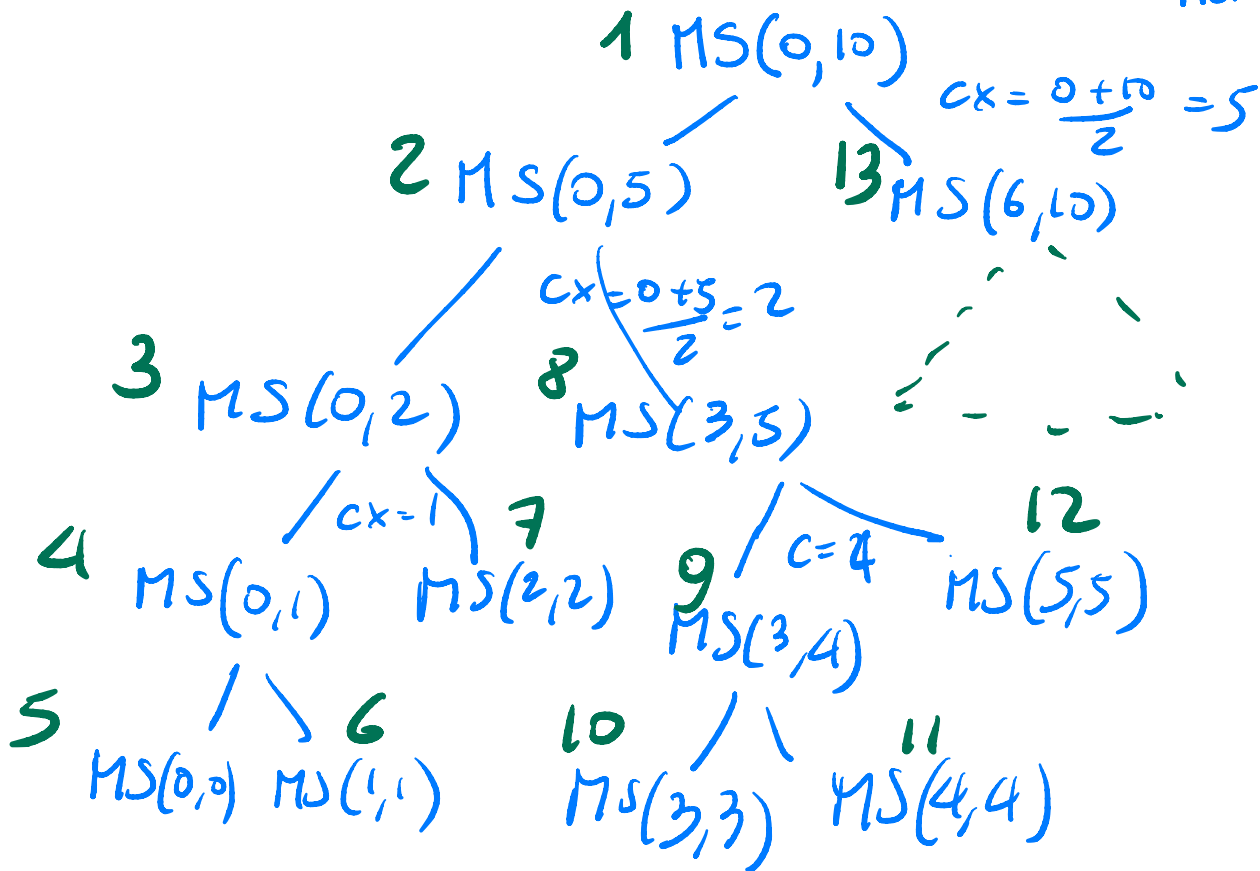 1 MS(0,10)
cx = 0+10/2 = 5
2 MS(0,5)
13 MS(6,10)
cx = 0+5/2 = 2
3 MS(0,2)
8 MS(3,5)
cx=1
7
12
4 MS(0,1)
MS(2,2)
9 MS(3,4)
c=4
MS(5,5)
5 MS(0,0)
6 MS(1,1)
10 MS(3,3)
11 MS(4,4)